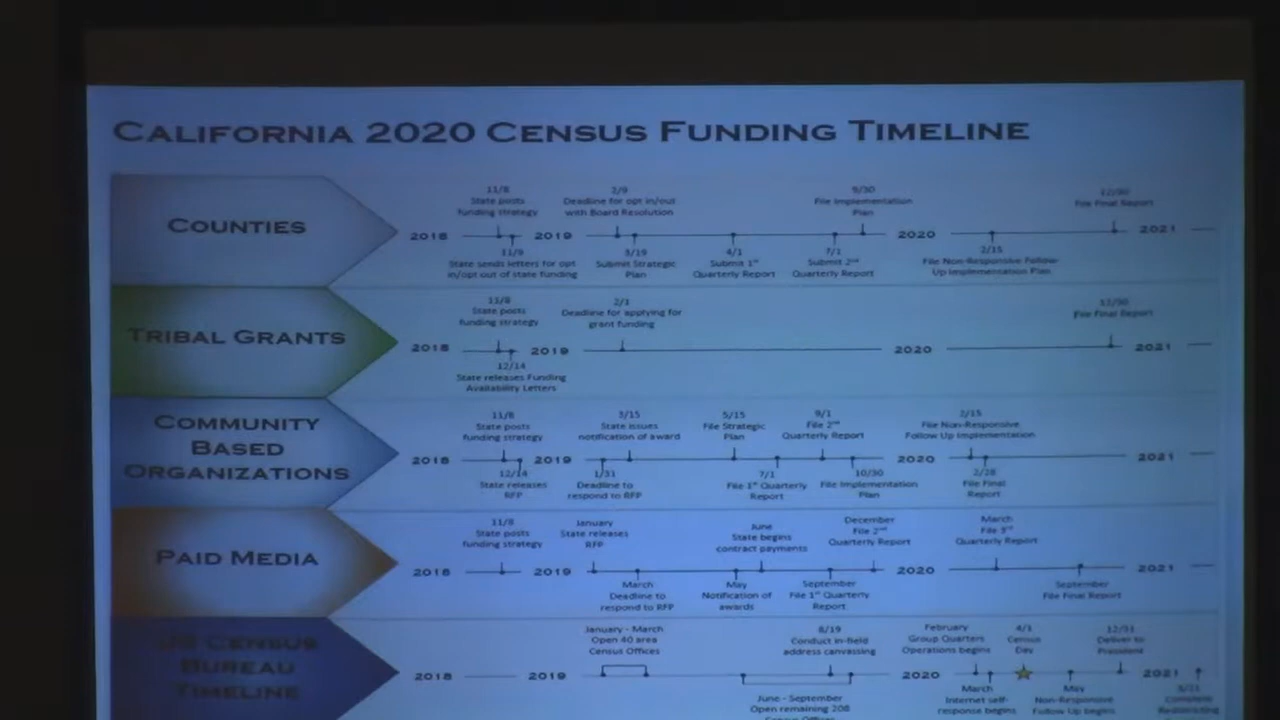 CALIFORNIA 2020 CENSUS FUNDING TIMELINE
COUNTIES
11/8
State posts
funding strategy
2/9
Deadline for opt in/out
with Board Resolution
9/30
File Implementation
Plan
File Final Report
2018
2019
2020
2021
State sends letters for opt
in/opt out of state funding
3/19
Submit Strategic
Plan
4/1
Submit 1st
Quarterly Report
7/1
Submit 2nd
Quarterly Report
2/15
File Non-Responsive Follow-
Up Implementation Plan
TRIBAL GRANTS
11/8
State posts
funding strategy
2/1
Deadline for applying for
grant funding
File Final Report
2018
2019
2020
2021
12/14
State releases Funding
Availability Letters
COMMUNITY
BASED
ORGANIZATIONS
11/8
State posts
funding strategy
3/15
State issues
notification of award
5/15
File Strategic
Plan
9/1
File 2nd
Quarterly Report
2/15
File Non-Responsive
Follow Up Implementation
2018
2019
2020
2021
12/14
State releases
RFP
1/31
Deadline to
respond to RFP
7/1
File 1st Quarterly
Report
10/30
File Implementation
Plan
2/28
File Final
Report
PAID MEDIA
11/8
State posts
funding strategy
January
State releases
RFP
June
State begins
contract payments
December
File 2nd
Quarterly Report
March
File 3rd
Quarterly Report
2018
2019
2020
2021
March
Deadline to
respond to RFP
May
Notification of
awards
September
File 1st Quarterly
Report
September
File Final Report
US CENSUS
BUREAU
TIMELINE
January - March
Open 40 area
Census Offices
8/19
Conduct in-field
address canvassing
February
Group Quarters
Operations begins
4/1
Census
Day
12/31
Deliver to
President
2018
2019
2020
2021
June - September
Open remaining 208
Census Offices
March
Internet self-
response begins
May
Non-Responsive
Follow Up begins
Complete
Redistricting